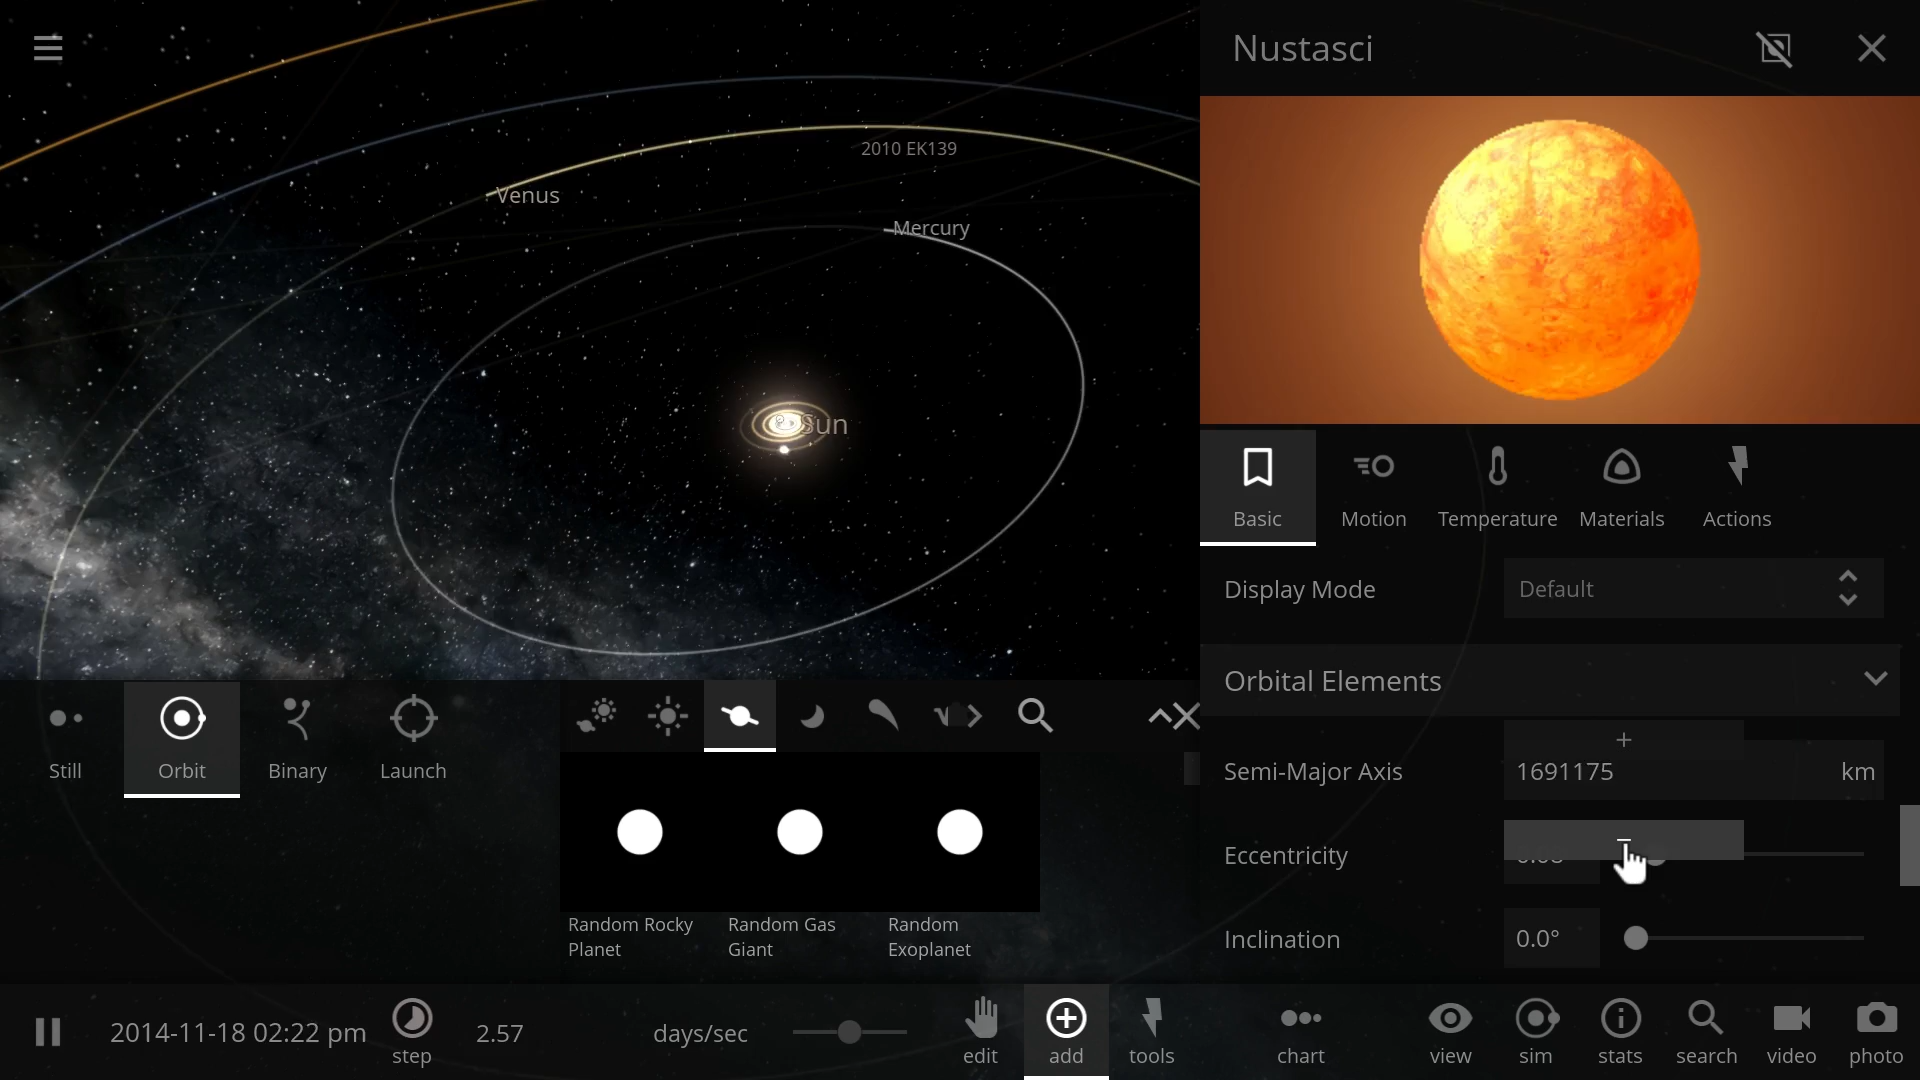 Nustasci
2010 EK139
Venus
Mercury
Sun
Basic
Motion
Temperature
Materials
Actions
Display Mode
Default
Orbital Elements
+
Semi-Major Axis
1691175
km
Eccentricity
Inclination
0.0°
Still
Orbit
Binary
Launch
Random Rocky
Planet
Random Gas
Giant
Random
Exoplanet
2014-11-18 02:22 pm
step
2.57
days/sec
edit
add
tools
chart
view
sim
stats
search
video
photo